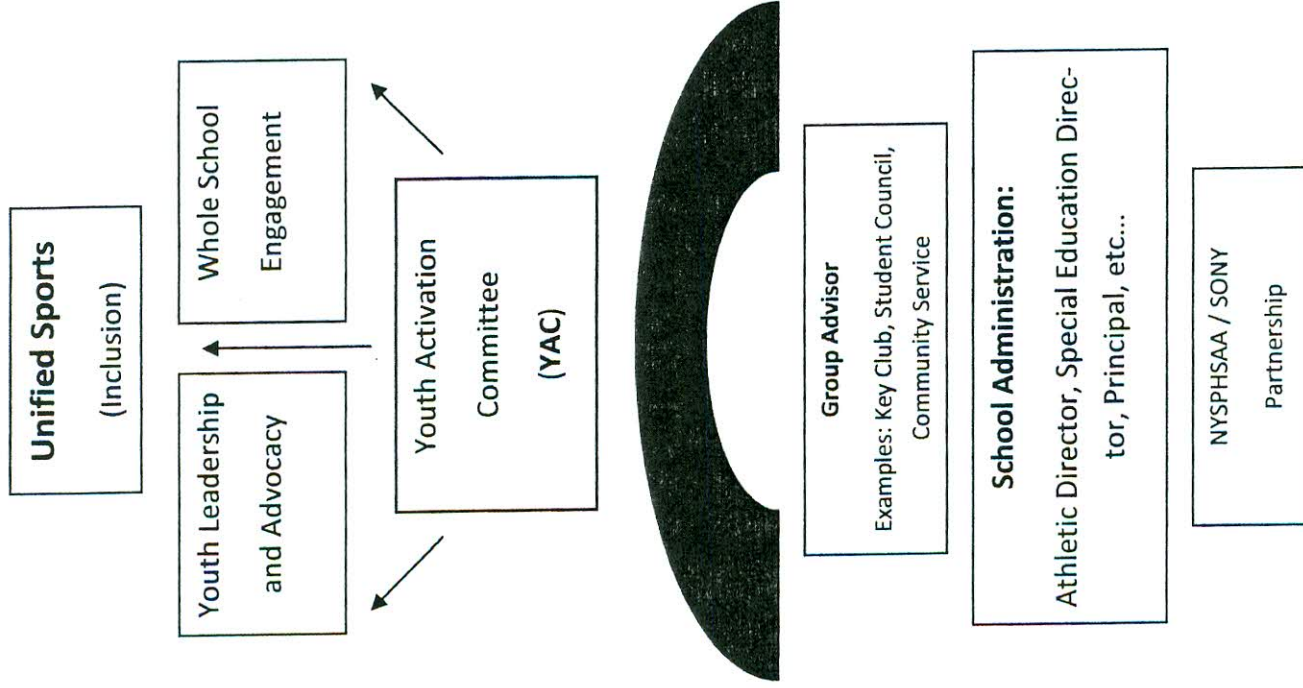 Unified Sports
(Inclusion)
Youth Leadership
and Advocacy
Whole School
Engagement
Youth Activation
Committee
(YAC)
Group Advisor
Examples: Key Club, Student Council,
Community Service
School Administration:
Athletic Director, Special Education Direc-
tor, Principal, etc...
NYSPHSAA / SONY
Partnership